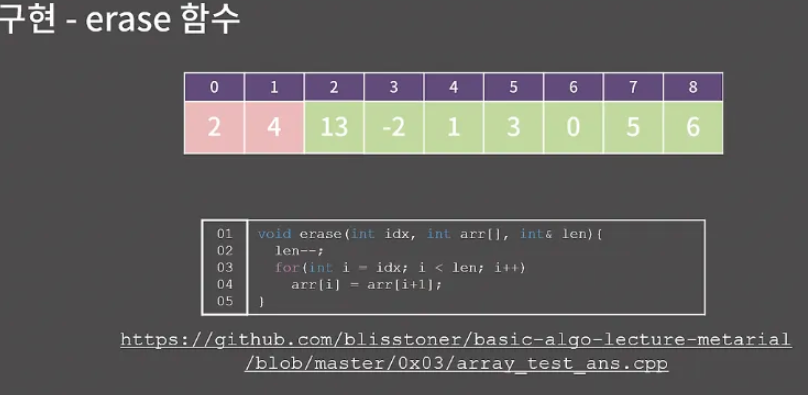 구현 - erase 함수
0 1 2 3 4 5 6 7 8
2 4 13 -2 1 3 0 5 6
01 void erase(int idx, int arr[], int& len){
02 len--;
03 for(int i = idx; i < len; i++)
04 arr[i] = arr[i+1];
05 }
https://github.com/blisstoner/basic-algo-lecture-metarial
/blob/master/0x03/array_test_ans.cpp